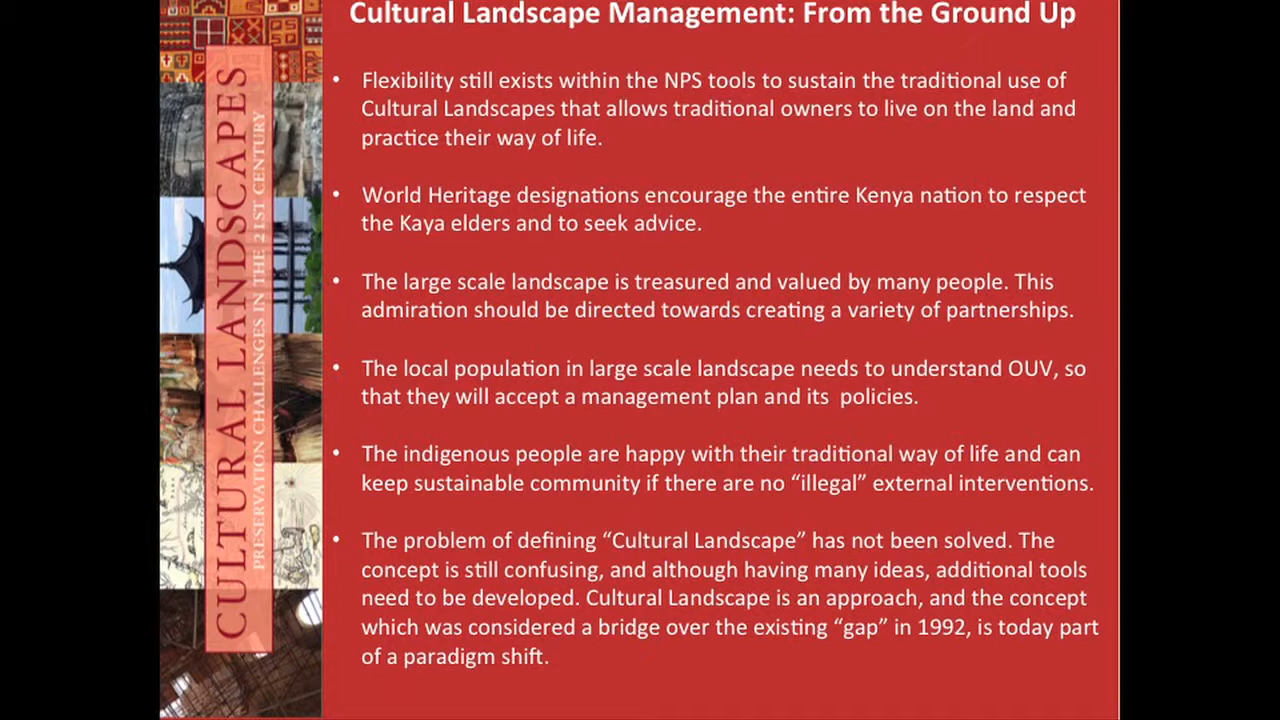 Cultural Landscape Management: From the Ground Up
• Flexibility still exists within the NPS tools to sustain the traditional use of
Cultural Landscapes that allows traditional owners to live on the land and
practice their way of life.
• World Heritage designations encourage the entire Kenya nation to respect
the Kaya elders and to seek advice.
• The large scale landscape is treasured and valued by many people. This
admiration should be directed towards creating a variety of partnerships.
• The local population in large scale landscape needs to understand OUV, so
that they will accept a management plan and its  policies.
• The indigenous people are happy with their traditional way of life and can
keep sustainable community if there are no “illegal” external interventions.
• The problem of defining “Cultural Landscape” has not been solved. The
concept is still confusing, and although having many ideas, additional tools
need to be developed. Cultural Landscape is an approach, and the concept
which was considered a bridge over the existing “gap” in 1992, is today part
of a paradigm shift.
CULTURAL LANDSCAPES
PRESERVATION CHALLENGES IN THE 21ST CENTURY